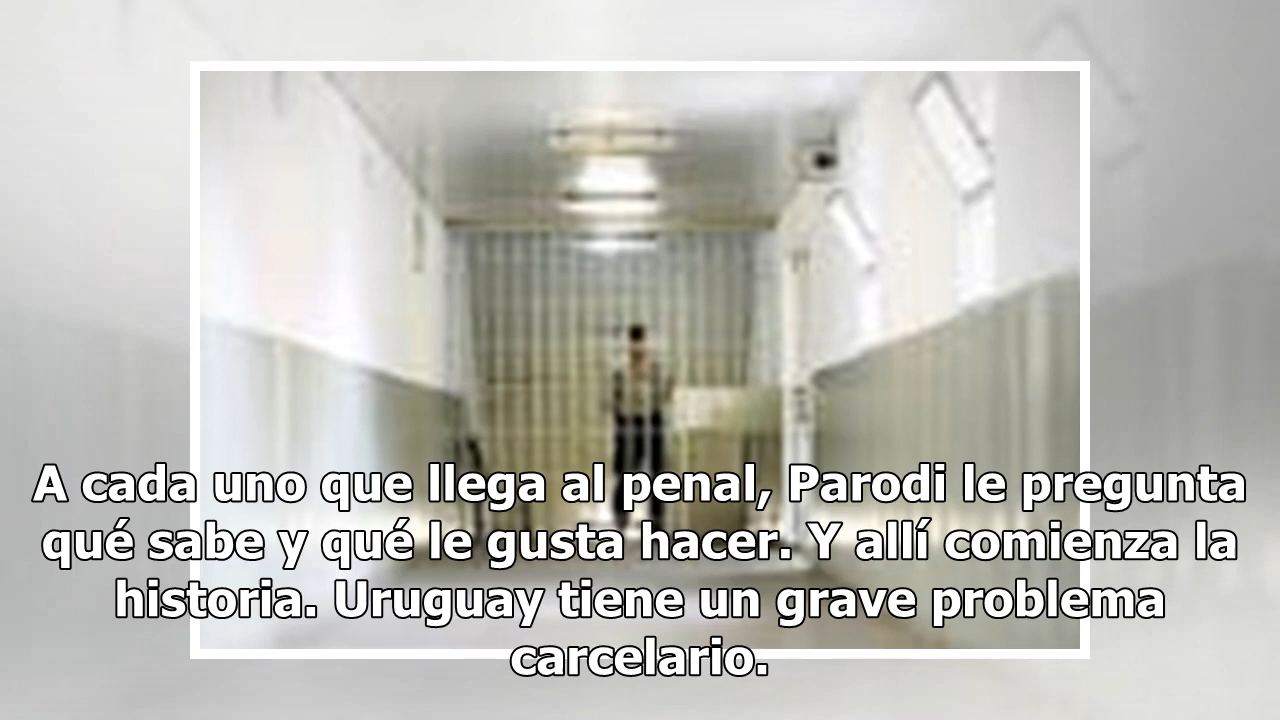 A cada uno que llega al penal, Parodi le pregunta
qué sabe y qué le gusta hacer. Y allí comienza la
historia. Uruguay tiene un grave problema
carcelario.